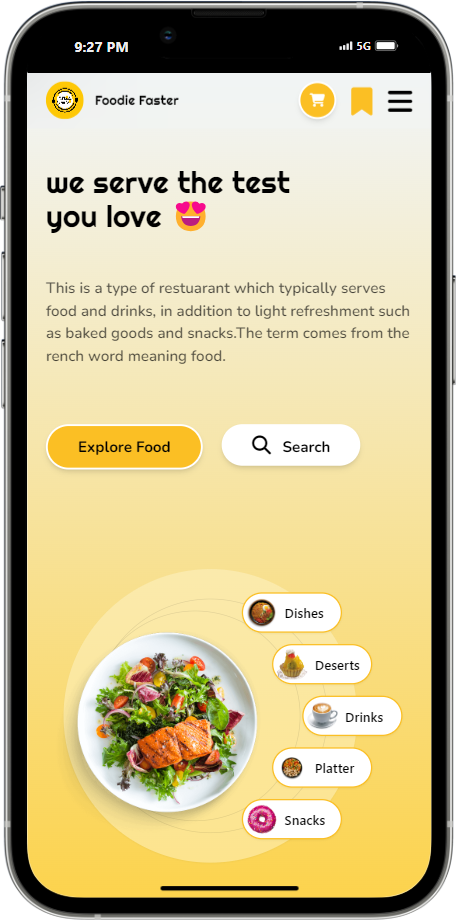 9:27 PM
5G
Foodie Faster
we serve the test
you love
This is a type of restuarant which typically serves
food and drinks, in addition to light refreshment such
as baked goods and snacks.The term comes from the
rench word meaning food.
Explore Food
Search
Dishes
Deserts
Drinks
Platter
Snacks